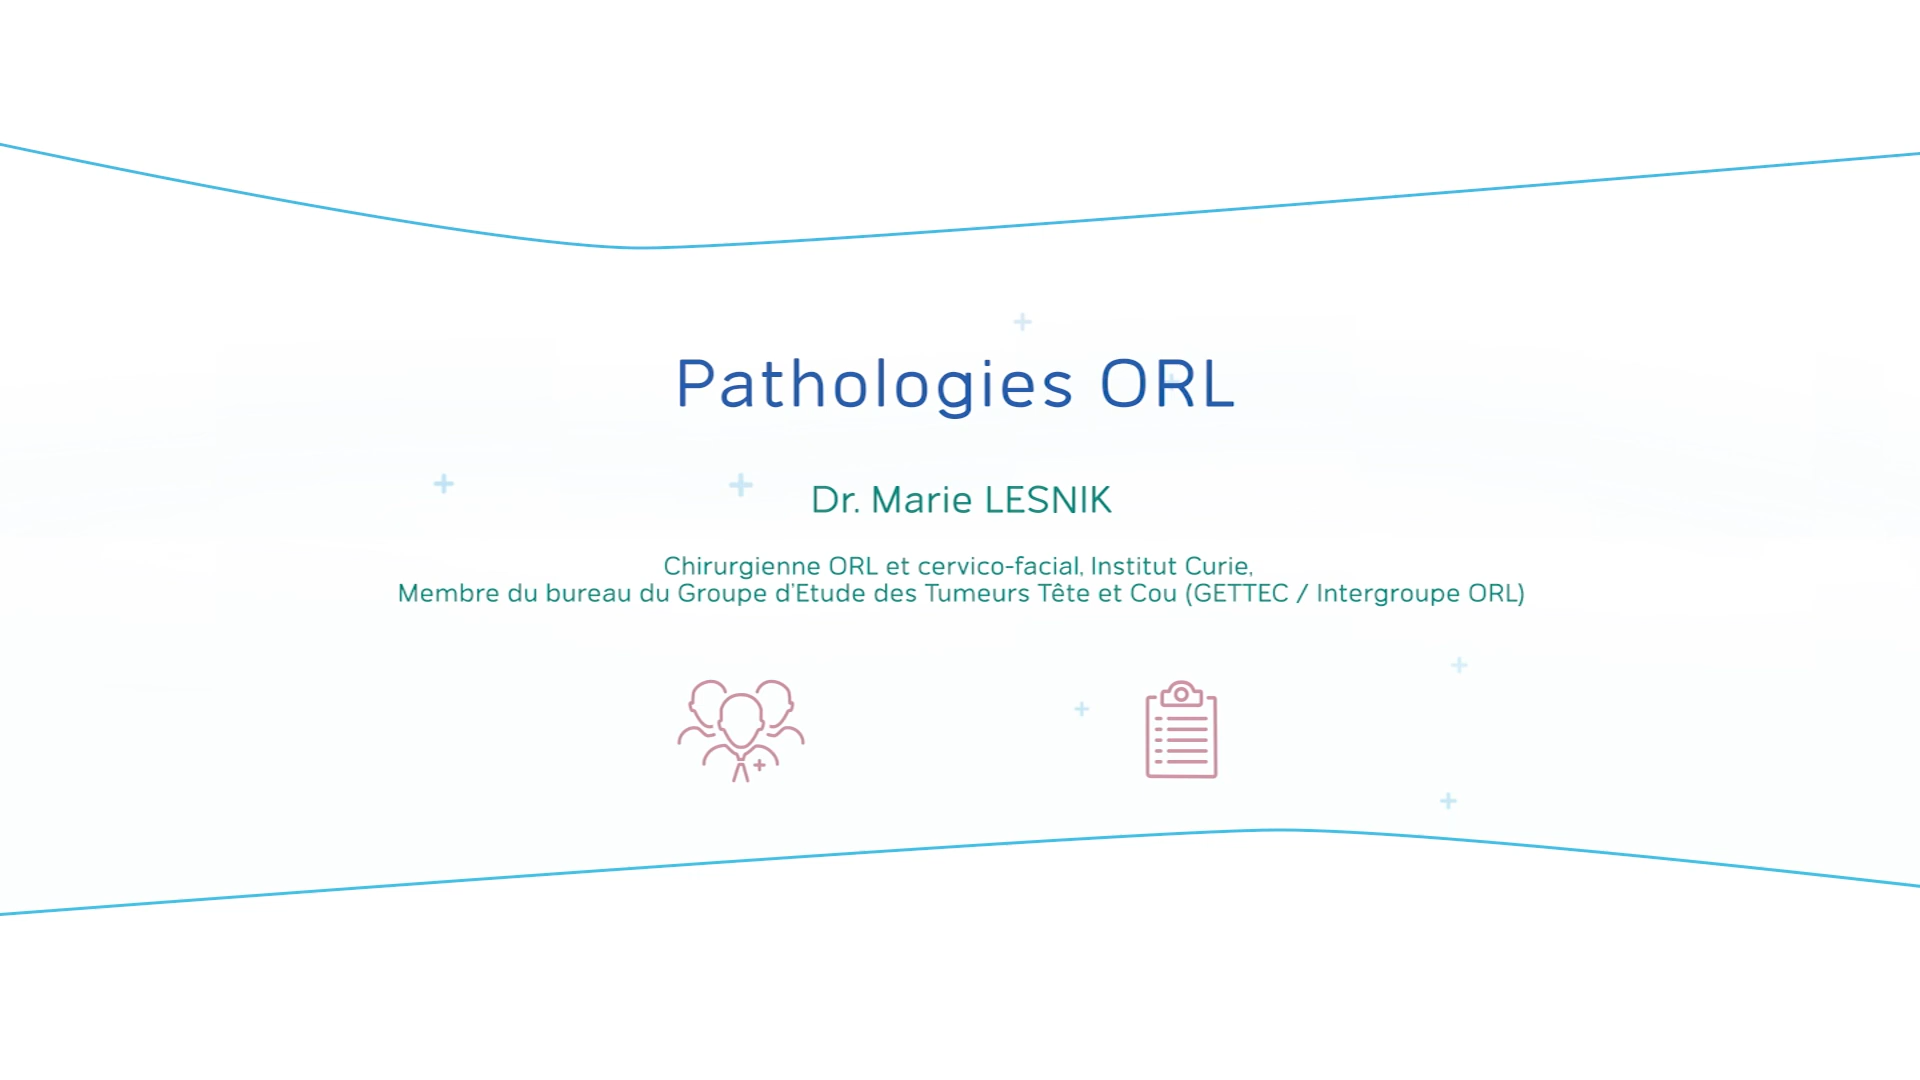 Pathologies ORL
Dr. Marie LESNIK
Chirurgienne ORL et cervico-facial, Institut Curie,
Membre du bureau du Groupe d'Etude des Tumeurs Tête et Cou (GETTEC / Intergroupe ORL)